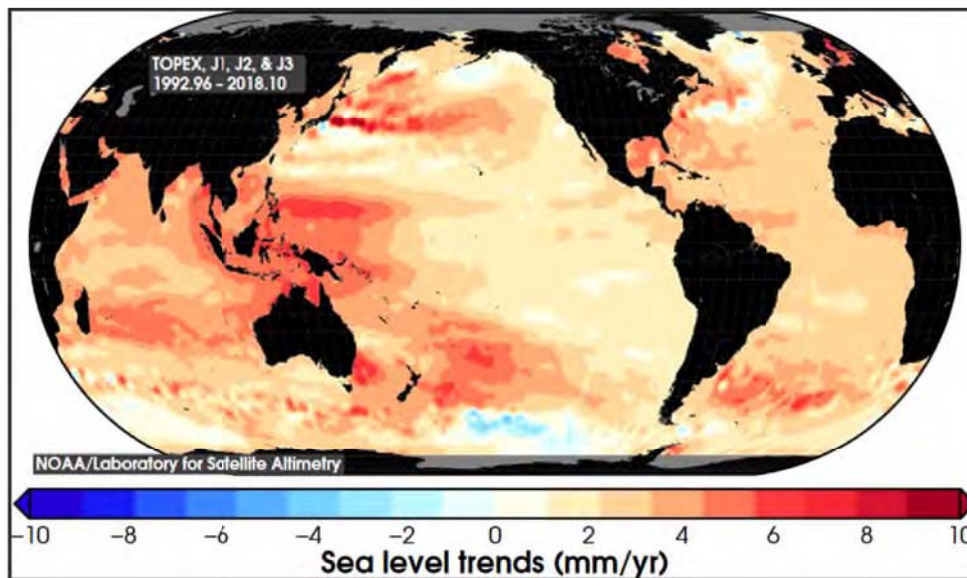 TOPEX, J1, J2, & J3
1992.96 - 2018.10
NOAA/Laboratory for Satellite Altimetry
−10 −8 −6 −4 −2 0 2 4 6 8 10
Sea level trends (mm/yr)